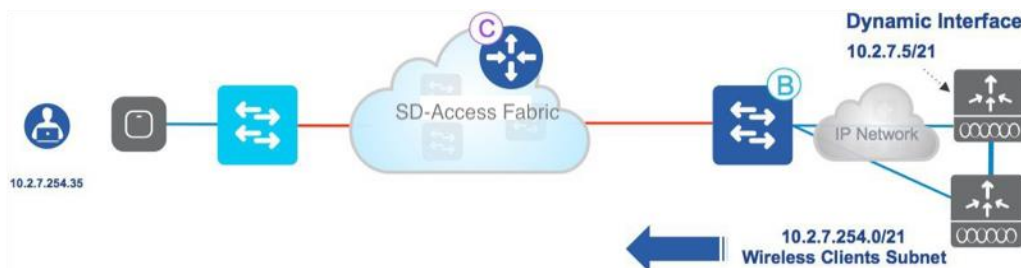 Dynamic Interface
10.2.7.5/21
C
SD-Access Fabric
B
IP Network
10.2.7.254.35
10.2.7.254.0/21
Wireless Clients Subnet